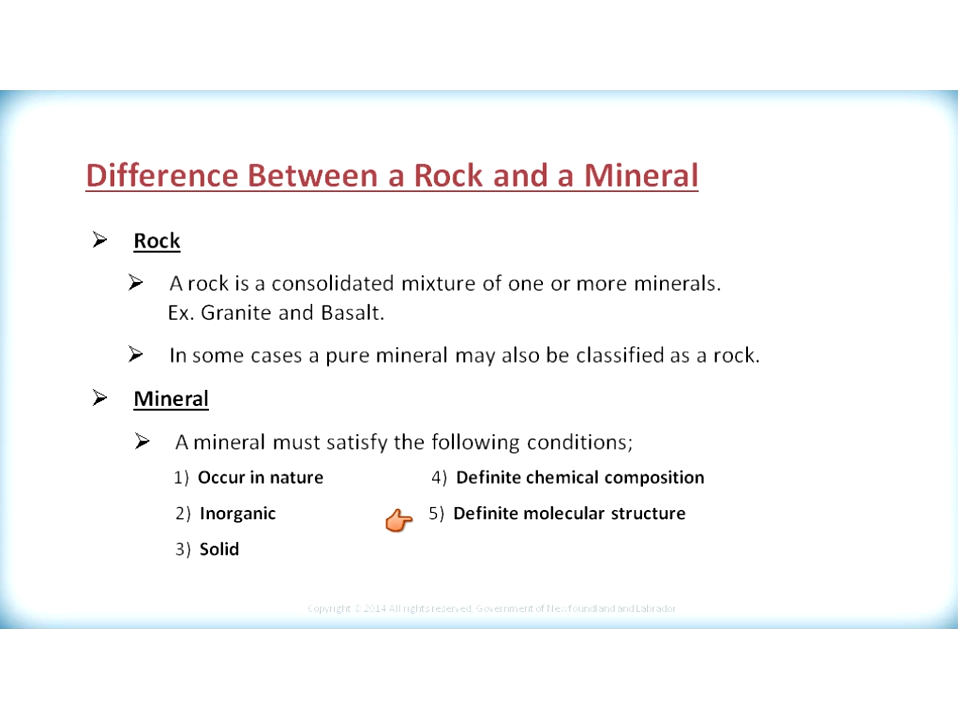 Difference Between a Rock and a Mineral
Rock
A rock is a consolidated mixture of one or more minerals.
Ex. Granite and Basalt.
In some cases a pure mineral may also be classified as a rock.
Mineral
A mineral must satisfy the following conditions;
1) Occur in nature
2) Inorganic
3) Solid
4) Definite chemical composition
5) Definite molecular structure
Copyright © 2014 All rights reserved, Government of Newfoundland and Labrador